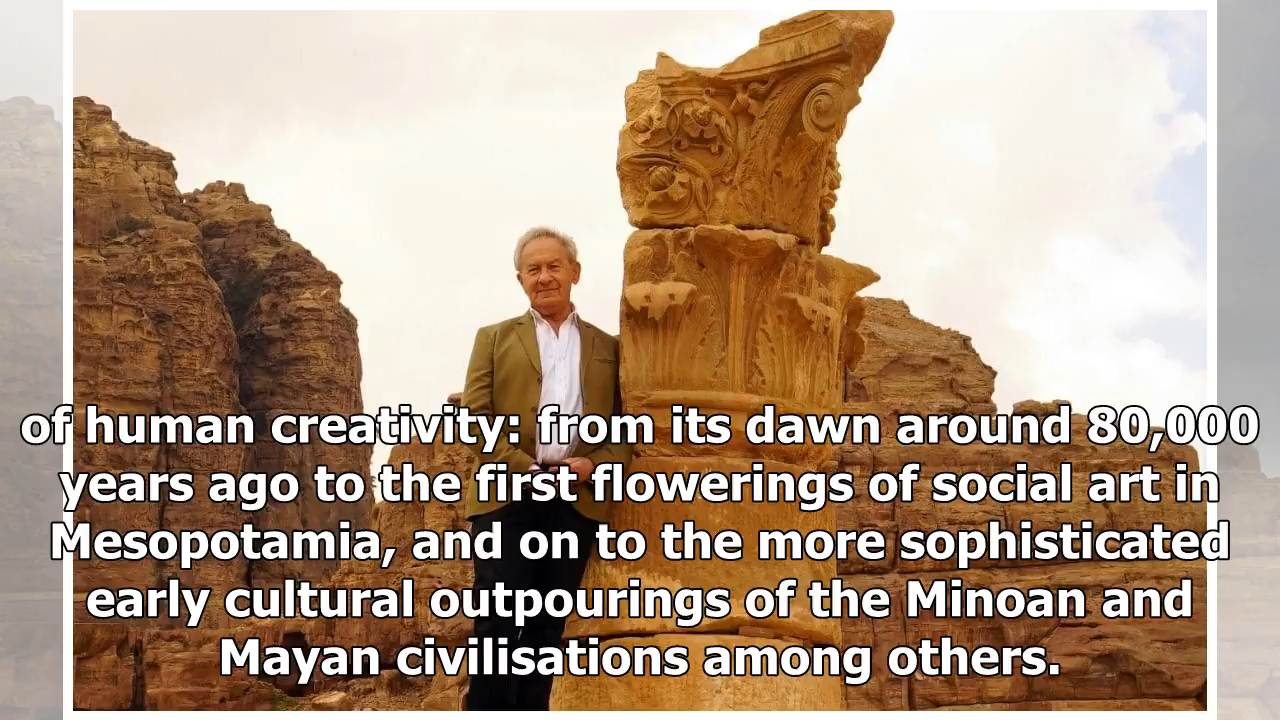 of human creativity: from its dawn around 80,000
years ago to the first flowerings of social art in
Mesopotamia, and on to the more sophisticated
early cultural outpourings of the Minoan and
Mayan civilisations among others.